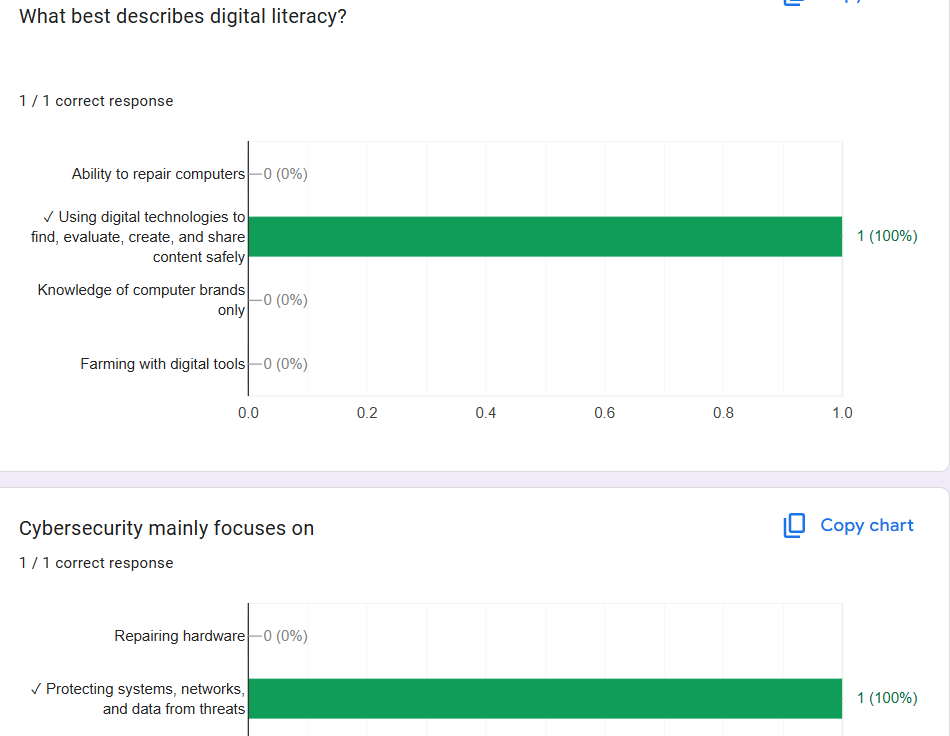 What best describes digital literacy?
1 / 1 correct response
Ability to repair computers
0 (0%)
✓ Using digital technologies to
find, evaluate, create, and share
content safely
1 (100%)
Knowledge of computer brands
only
0 (0%)
Farming with digital tools
0 (0%)
0.0 0.2 0.4 0.6 0.8 1.0
Cybersecurity mainly focuses on
Copy chart
1 / 1 correct response
Repairing hardware
0 (0%)
✓ Protecting systems, networks,
and data from threats
1 (100%)